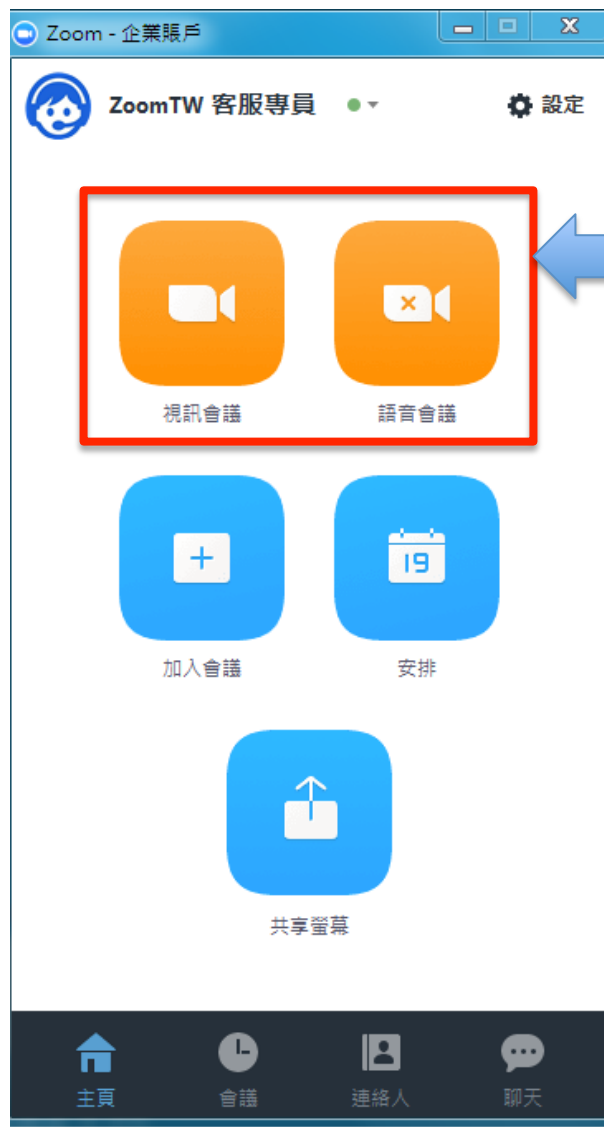 Zoom - 企業賬戶
ZoomTW 客服專員
設定
視訊會議 語音會議
19
加入會議 安排
共享螢幕
主頁 會議 連絡人 聊天